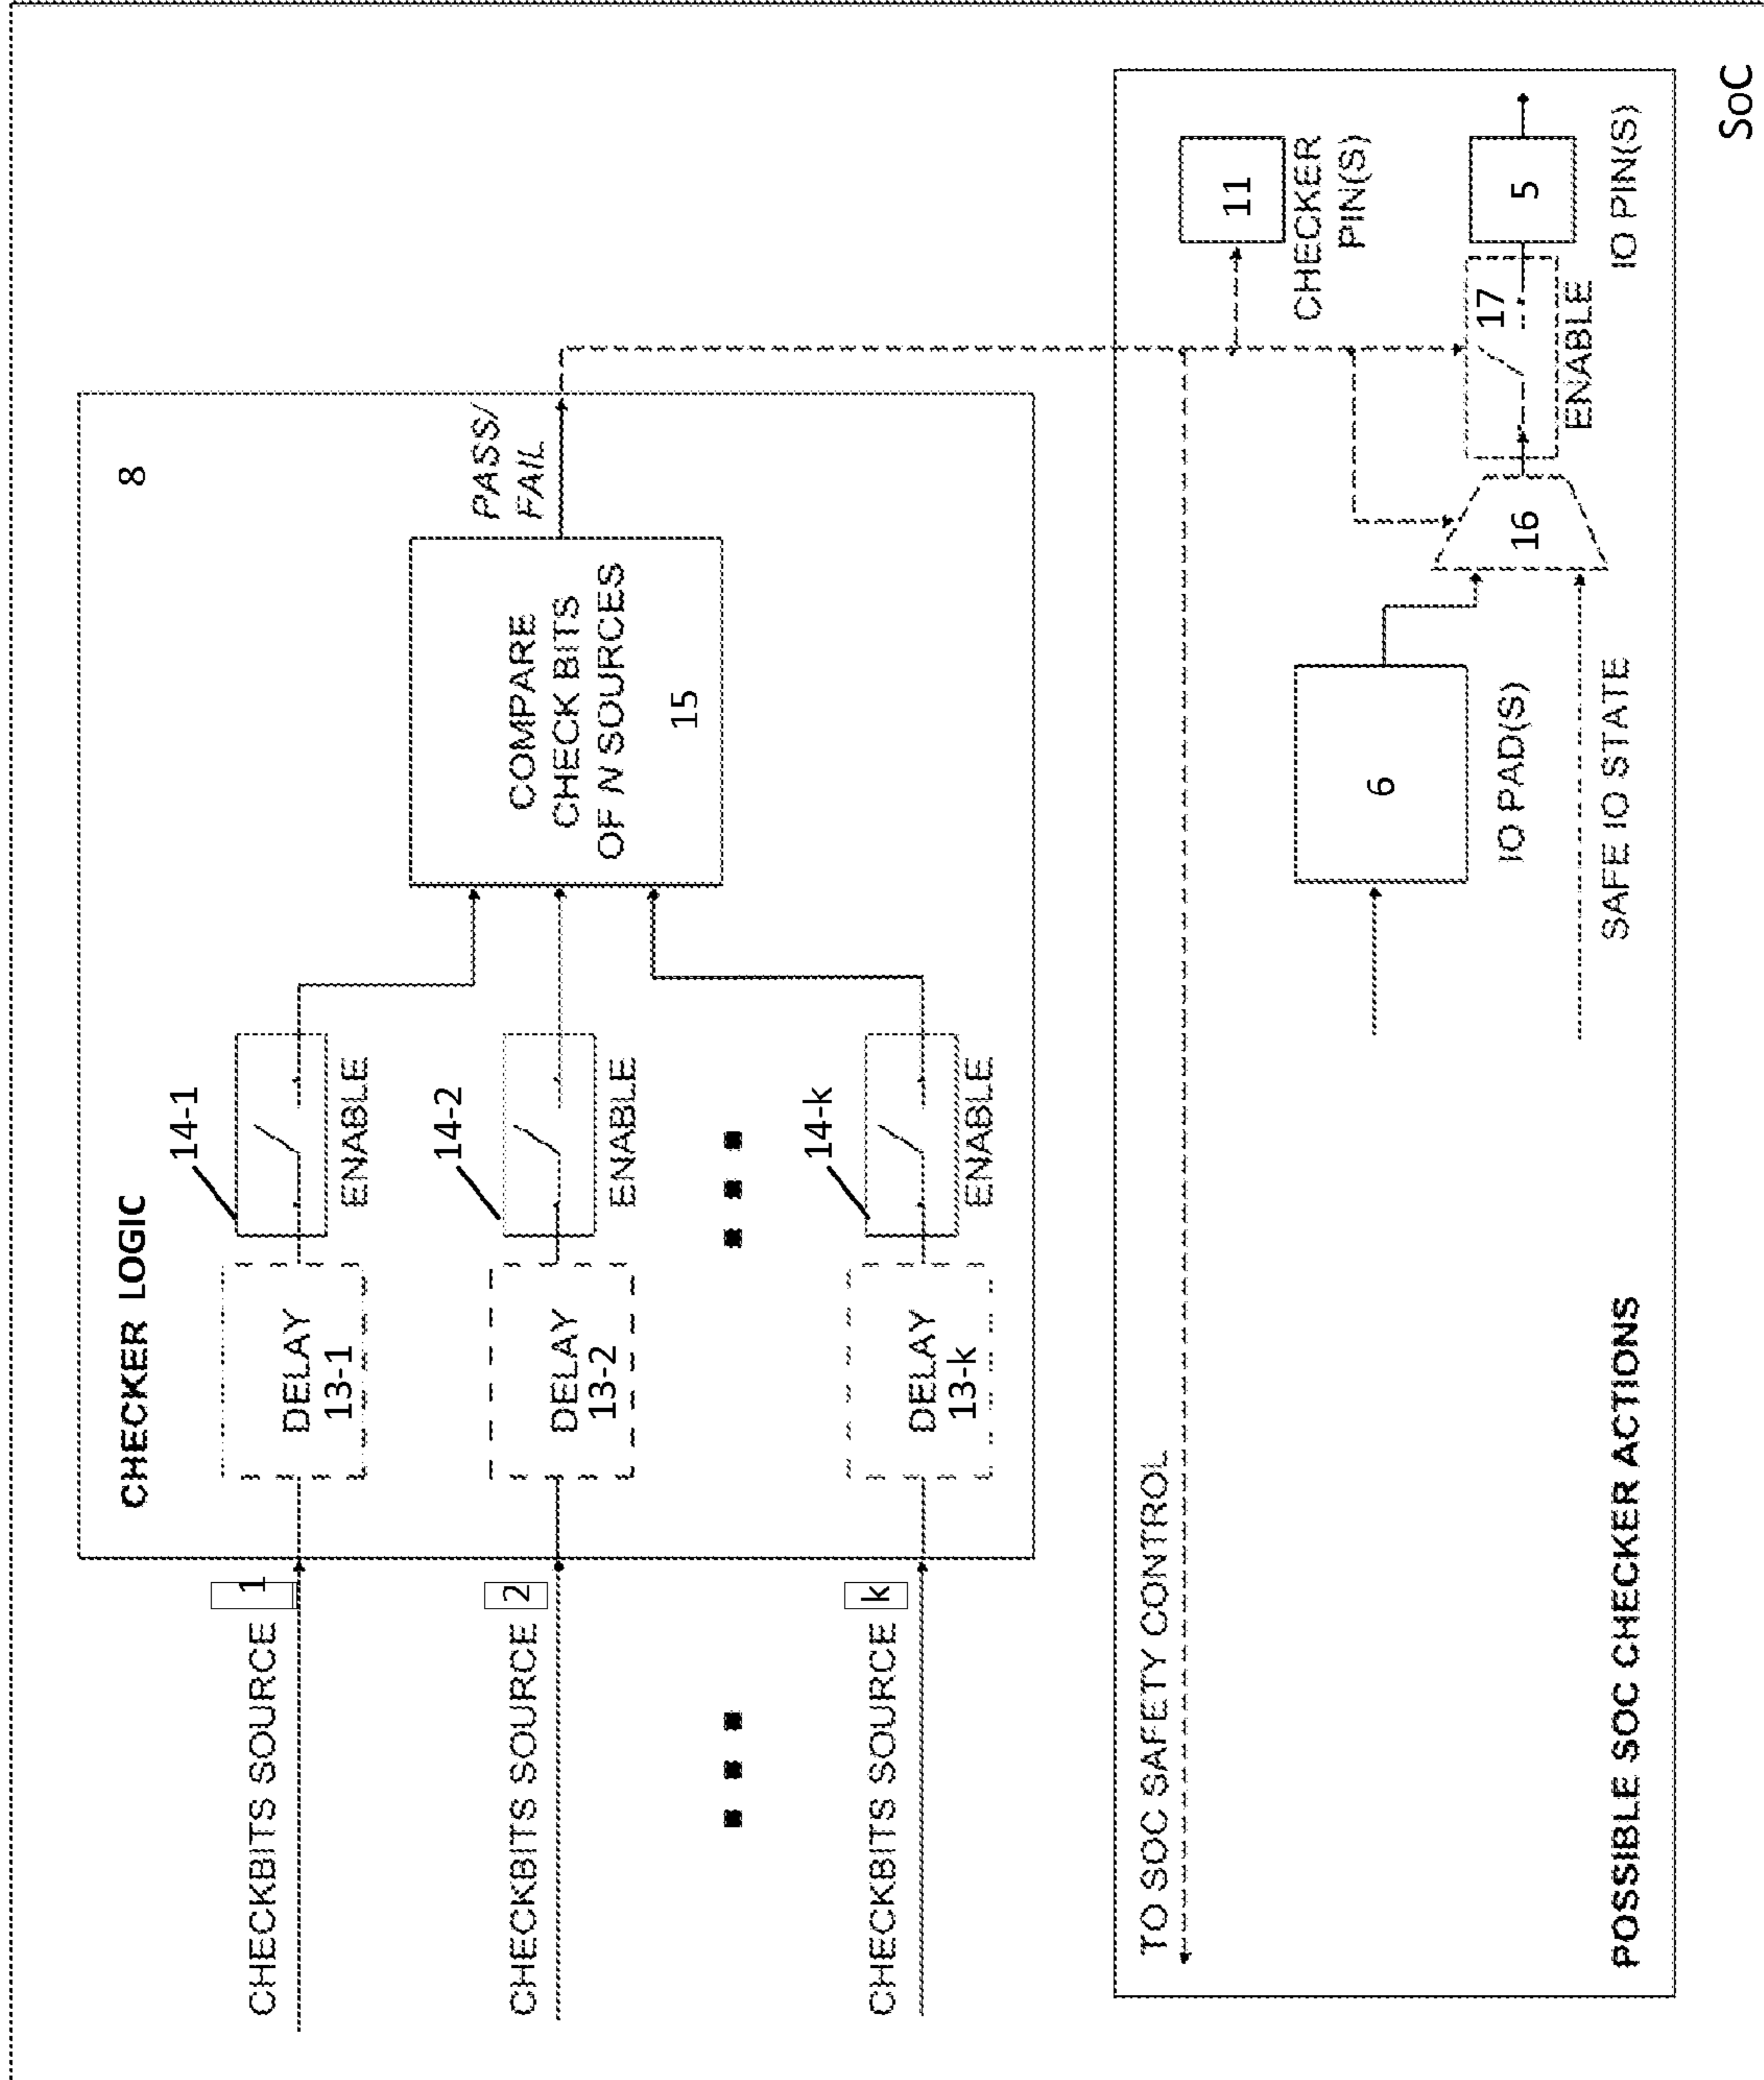 SoC
CHECKER LOGIC
8
CHECKBITS SOURCE 1
DELAY
13-1
14-1
ENABLE
CHECKBITS SOURCE 2
DELAY
13-2
14-2
ENABLE
CHECKBITS SOURCE k
DELAY
13-k
14-k
ENABLE
COMPARE
CHECK BITS
OF N SOURCES
15
PASS/
FAIL
TO SOC SAFETY CONTROL
11
CHECKER
PIN(S)
6
IO PAD(S)
SAFE IO STATE
16
17
ENABLE
5
IO PIN(S)
POSSIBLE SOC CHECKER ACTIONS